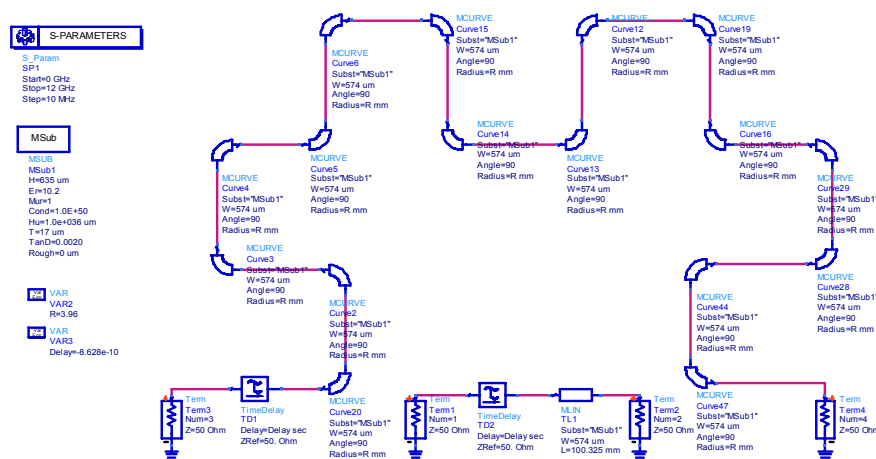 S-PARAMETERS
S_Param
SP1
Start=0 GHz
Stop=12 GHz
Step=10 MHz
MSub
MSUB
MSub1
H=635 um
Er=10.2
Mur=1
Cond=1.0E+50
Hu=1.0e+036 um
T=17 um
TanD=0.0020
Rough=0 um
VAR
VAR2
R=3.96
VAR
VAR3
Delay=-8.628e-10
MCURVE
Curve6
Subst="MSub1"
W=574 um
Angle=90
Radius=R mm
MCURVE
Curve15
Subst="MSub1"
W=574 um
Angle=90
Radius=R mm
MCURVE
Curve12
Subst="MSub1"
W=574 um
Angle=90
Radius=R mm
MCURVE
Curve19
Subst="MSub1"
W=574 um
Angle=90
Radius=R mm
MCURVE
Curve4
Subst="MSub1"
W=574 um
Angle=90
Radius=R mm
MCURVE
Curve5
Subst="MSub1"
W=574 um
Angle=90
Radius=R mm
MCURVE
Curve14
Subst="MSub1"
W=574 um
Angle=90
Radius=R mm
MCURVE
Curve13
Subst="MSub1"
W=574 um
Angle=90
Radius=R mm
MCURVE
Curve16
Subst="MSub1"
W=574 um
Angle=90
Radius=R mm
MCURVE
Curve29
Subst="MSub1"
W=574 um
Angle=90
Radius=R mm
MCURVE
Curve3
Subst="MSub1"
W=574 um
Angle=90
Radius=R mm
MCURVE
Curve2
Subst="MSub1"
W=574 um
Angle=90
Radius=R mm
MCURVE
Curve44
Subst="MSub1"
W=574 um
Angle=90
Radius=R mm
MCURVE
Curve28
Subst="MSub1"
W=574 um
Angle=90
Radius=R mm
Term
Term3
Num=3
Z=50 Ohm
TimeDelay
TD1
Delay=Delay sec
ZRef=50. Ohm
MCURVE
Curve20
Subst="MSub1"
W=574 um
Angle=90
Radius=R mm
Term
Term1
Num=1
Z=50 Ohm
TimeDelay
TD2
Delay=Delay sec
ZRef=50. Ohm
MLIN
TL1
Subst="MSub1"
W=574 um
L=100.325 mm
Term
Term2
Num=2
Z=50 Ohm
MCURVE
Curve47
Subst="MSub1"
W=574 um
Angle=90
Radius=R mm
Term
Term4
Num=4
Z=50 Ohm